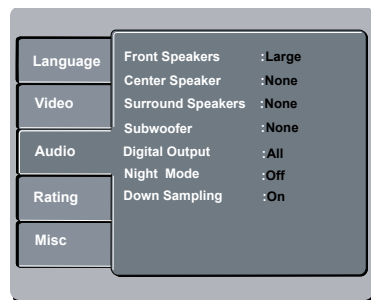 Language
Video
Audio
Rating
Misc
Front Speakers :Large
Center Speaker :None
Surround Speakers :None
Subwoofer :None
Digital Output :All
Night Mode :Off
Down Sampling :On